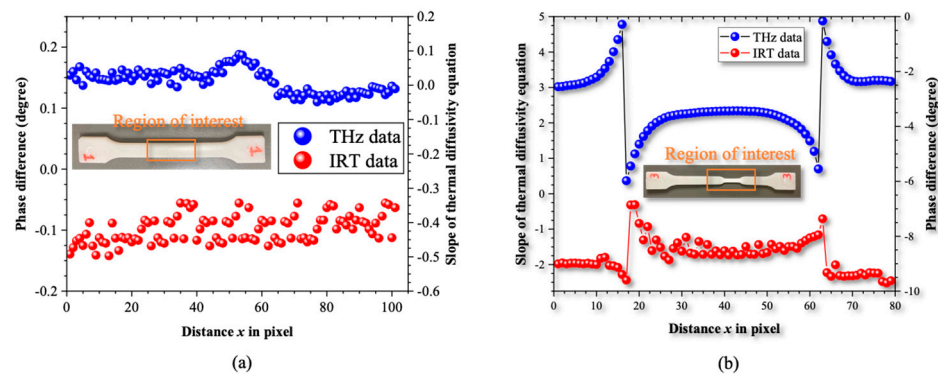 0.2
0.1
0.0
-0.1
-0.2
Phase difference (degree)
0.2
0.1
0.0
-0.1
-0.2
-0.3
-0.4
-0.5
-0.6
Slope of thermal diffusivity equation
Region of interest
1
1
THz data
IRT data
0 20 40 60 80 100
Distance x in pixel
(a)
5
4
3
2
1
0
-1
-2
Slope of thermal diffusivity equation
0
-2
-4
-6
-8
-10
Phase difference (degree)
THz data
IRT data
Region of interest
3
3
0 10 20 30 40 50 60 70 80
Distance x in pixel
(b)